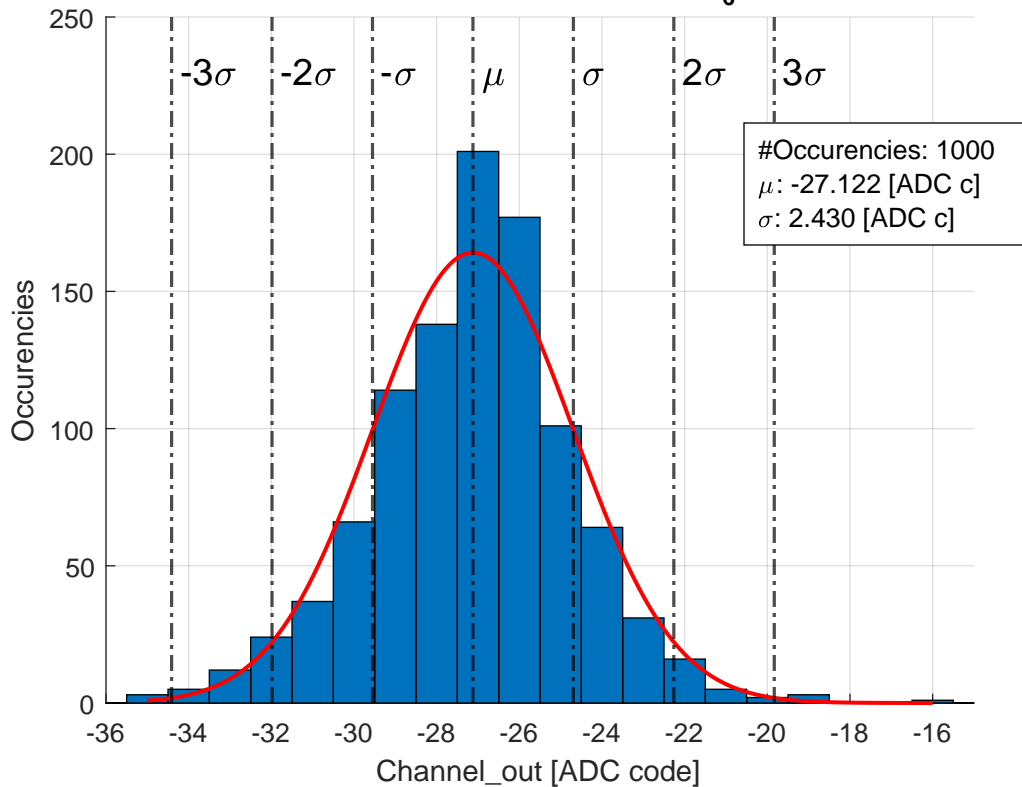 250
200
150
100
50
0
-3σ -2σ -σ μ σ 2σ 3σ
#Occurencies: 1000
μ: -27.122 [ADC c]
σ: 2.430 [ADC c]
Occurencies
-36 -34 -32 -30 -28 -26 -24 -22 -20 -18 -16
Channel_out [ADC code]